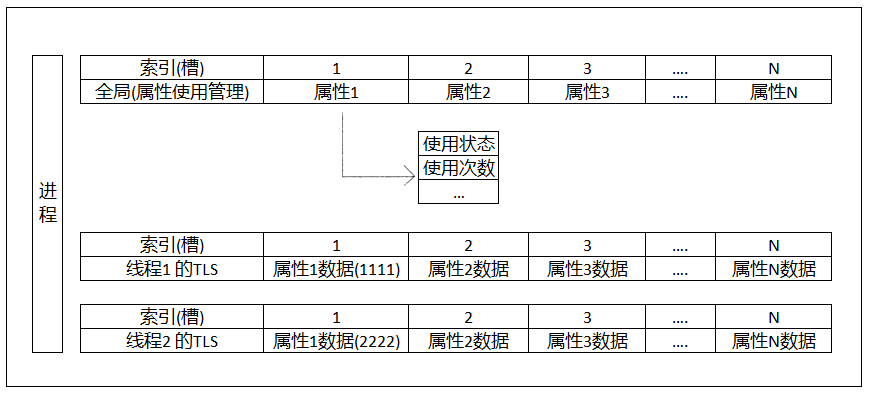 进程
索引(槽) 1 2 3 .... N
全局(属性使用管理) 属性1 属性2 属性3 .... 属性N
使用状态
使用次数
...
索引(槽) 1 2 3 .... N
线程1 的TLS 属性1数据(1111) 属性2数据 属性3数据 .... 属性N数据
索引(槽) 1 2 3 .... N
线程2 的TLS 属性1数据(2222) 属性2数据 属性3数据 .... 属性N数据